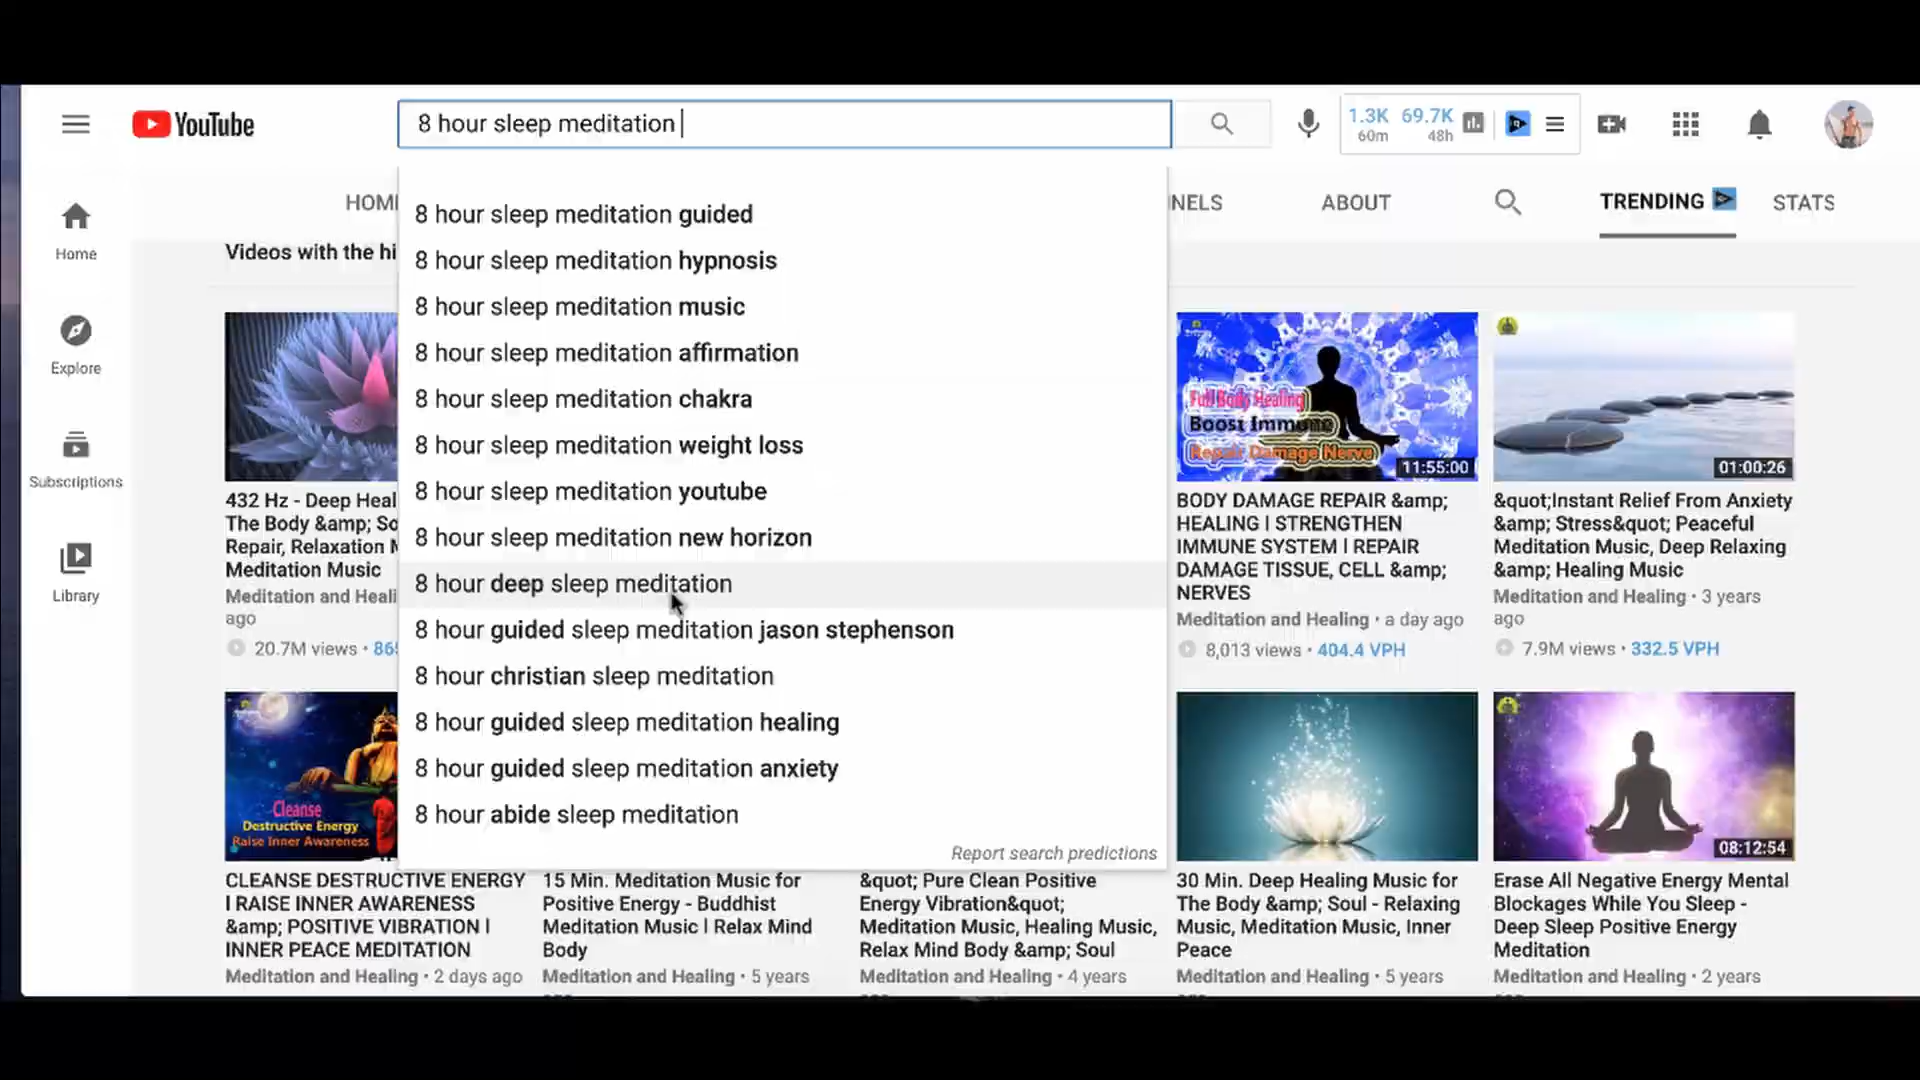 YouTube
8 hour sleep meditation
1.3K 69.7K
60m 48h
HOM
NELS
ABOUT
TRENDING
STATS
Home
Explore
Subscriptions
Library
Videos with the hi
8 hour sleep meditation guided
8 hour sleep meditation hypnosis
8 hour sleep meditation music
8 hour sleep meditation affirmation
8 hour sleep meditation chakra
8 hour sleep meditation weight loss
8 hour sleep meditation youtube
8 hour sleep meditation new horizon
8 hour deep sleep meditation
8 hour guided sleep meditation jason stephenson
8 hour christian sleep meditation
8 hour guided sleep meditation healing
8 hour guided sleep meditation anxiety
8 hour abide sleep meditation
Report search predictions
432 Hz - Deep Heal
The Body &amp; So
Repair, Relaxation M
Meditation Music
Meditation and Heali
ago
20.7M views • 86
Full Body Healing
Boost Immune
Repair Damage Nerve
11:55:00
BODY DAMAGE REPAIR &amp;
HEALING l STRENGTHEN
IMMUNE SYSTEM l REPAIR
DAMAGE TISSUE, CELL &amp;
NERVES
Meditation and Healing • a day ago
8,013 views • 404.4 VPH
01:00:26
&quot;Instant Relief From Anxiety
&amp; Stress&quot; Peaceful
Meditation Music, Deep Relaxing
&amp; Healing Music
Meditation and Healing • 3 years
ago
7.9M views • 332.5 VPH
Cleanse
Destructive Energy
Raise Inner Awareness
CLEANSE DESTRUCTIVE ENERGY
l RAISE INNER AWARENESS
&amp; POSITIVE VIBRATION l
INNER PEACE MEDITATION
Meditation and Healing • 2 days ago
15 Min. Meditation Music for
Positive Energy - Buddhist
Meditation Music l Relax Mind
Body
Meditation and Healing • 5 years
&quot; Pure Clean Positive
Energy Vibration&quot;
Meditation Music, Healing Music,
Relax Mind Body &amp; Soul
Meditation and Healing • 4 years
30 Min. Deep Healing Music for
The Body &amp; Soul - Relaxing
Music, Meditation Music, Inner
Peace
Meditation and Healing • 5 years
08:12:54
Erase All Negative Energy Mental
Blockages While You Sleep -
Deep Sleep Positive Energy
Meditation
Meditation and Healing • 2 years